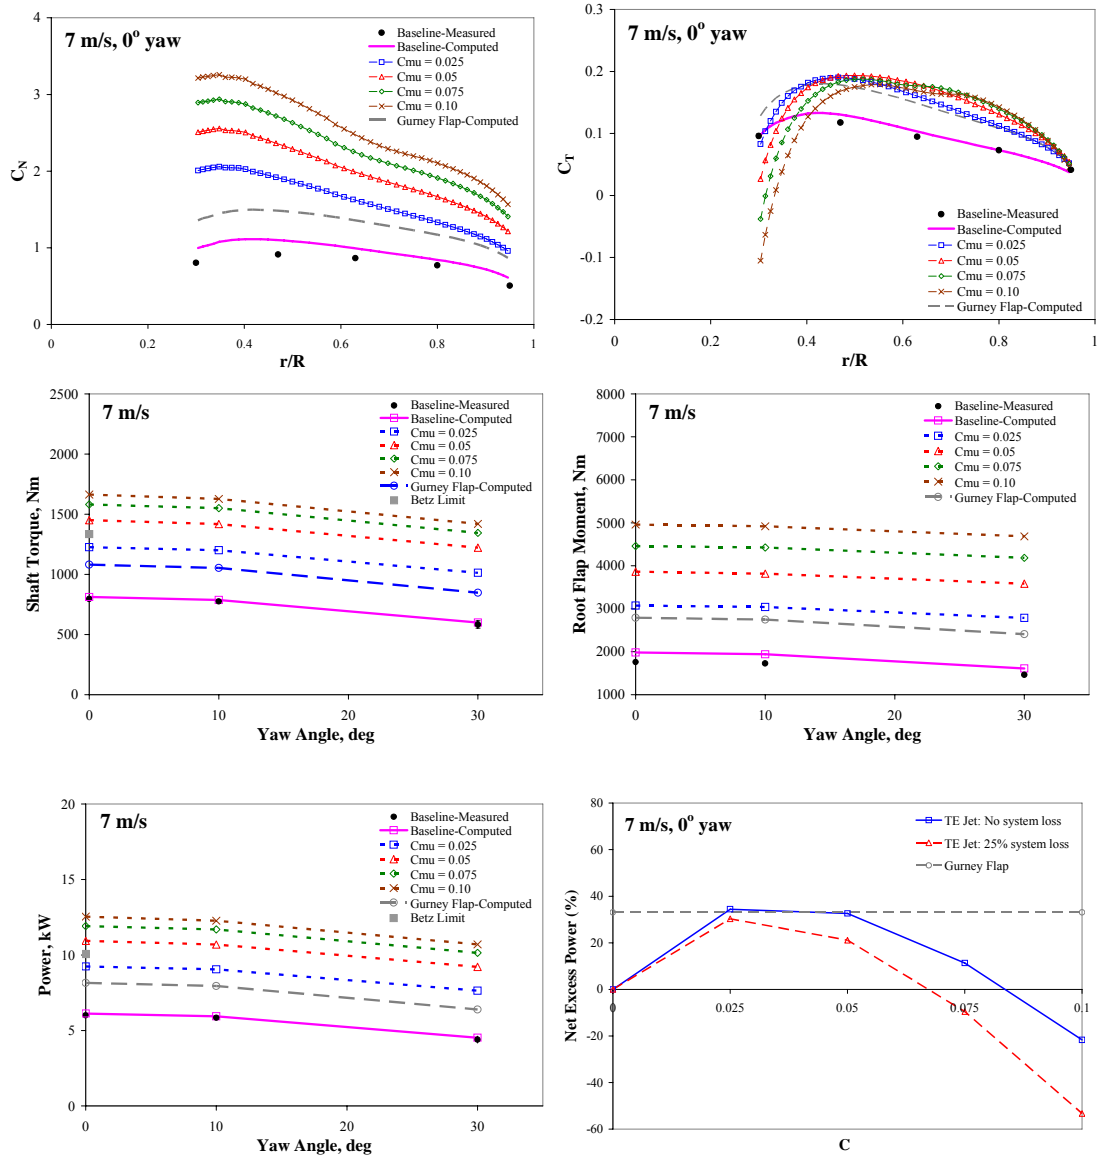 7 m/s, 0° yaw
Baseline-Measured
Baseline-Computed
Cmu = 0.025
Cmu = 0.05
Cmu = 0.075
Cmu = 0.10
Gurney Flap-Computed
4
3
2
1
0
C_N
0
0.2
0.4
0.6
0.8
1
r/R
7 m/s, 0° yaw
0.3
0.2
0.1
0.0
-0.1
-0.2
C_T
Baseline-Measured
Baseline-Computed
Cmu = 0.025
Cmu = 0.05
Cmu = 0.075
Cmu = 0.10
Gurney Flap-Computed
0
0.2
0.4
0.6
0.8
1
r/R
7 m/s
Baseline-Measured
Baseline-Computed
Cmu = 0.025
Cmu = 0.05
Cmu = 0.075
Cmu = 0.10
Gurney Flap-Computed
Betz Limit
2500
2000
1500
1000
500
0
Shaft Torque, Nm
0
10
20
30
Yaw Angle, deg
7 m/s
Baseline-Measured
Baseline-Computed
Cmu = 0.025
Cmu = 0.05
Cmu = 0.075
Cmu = 0.10
Gurney Flap-Computed
8000
7000
6000
5000
4000
3000
2000
1000
Root Flap Moment, Nm
0
10
20
30
Yaw Angle, deg
7 m/s
Baseline-Measured
Baseline-Computed
Cmu = 0.025
Cmu = 0.05
Cmu = 0.075
Cmu = 0.10
Gurney Flap-Computed
Betz Limit
20
15
10
5
0
Power, kW
0
10
20
30
Yaw Angle, deg
7 m/s, 0° yaw
TE Jet: No system loss
TE Jet: 25% system loss
Gurney Flap
80
60
40
20
0
-20
-40
-60
Net Excess Power (%)
0
0.025
0.05
0.075
0.1
C